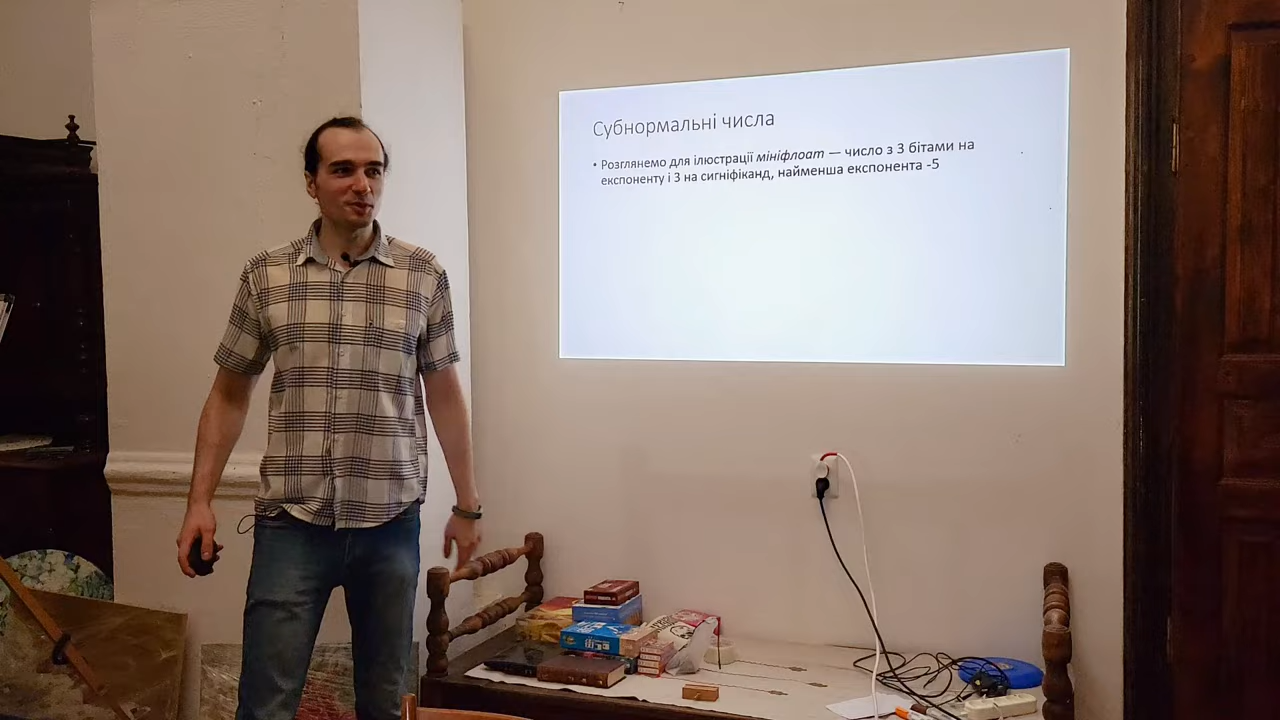 Субнормальні числа
• Розглянемо для ілюстрації мініфлоат — число з 3 бітами на
експоненту і 3 на сигніфіканд, найменша експонента -5